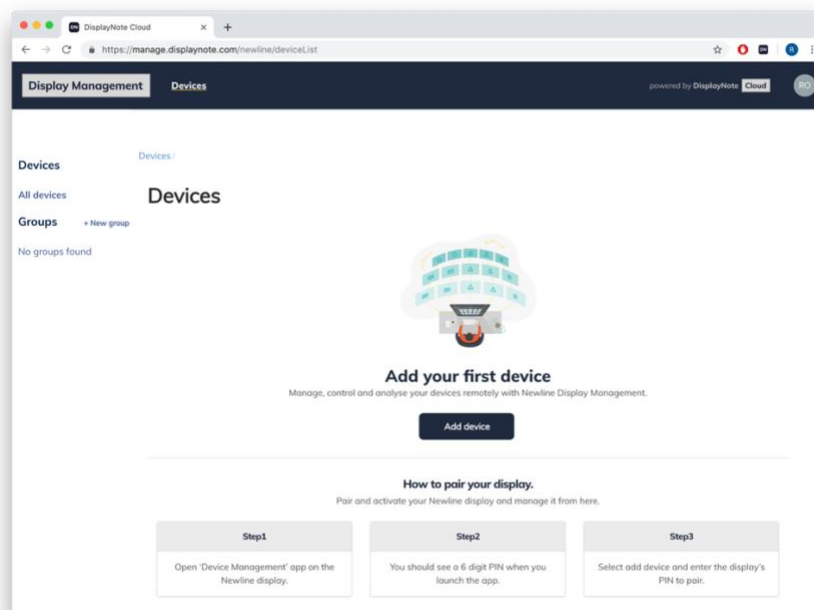 DN DisplayNote Cloud
https://manage.displaynote.com/newline/deviceList
R
Display Management Devices powered by DisplayNote Cloud RO
Devices /
Devices
All devices
Devices
Groups + New group
No groups found
Add your first device
Manage, control and analyse your devices remotely with Newline Display Management.
Add device
How to pair your display.
Pair and activate your Newline display and manage it from here.
Step1
Open 'Device Management' app on the
Newline display.
Step2
You should see a 6 digit PIN when you
launch the app.
Step3
Select add device and enter the display's
PIN to pair.